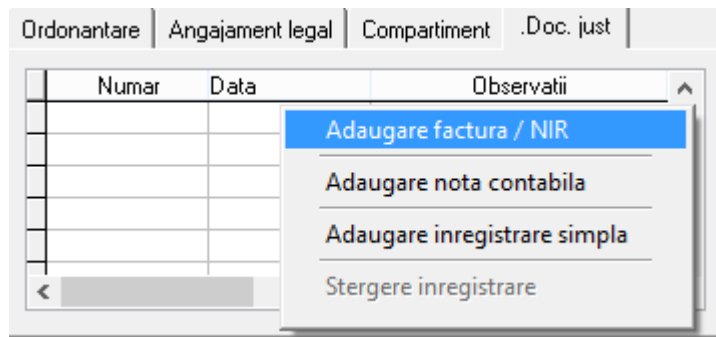 Ordonantare Angajament legal Compartiment .Doc. just
Numar Data Observatii
Adaugare factura / NIR
Adaugare nota contabila
Adaugare inregistrare simpla
Stergere inregistrare